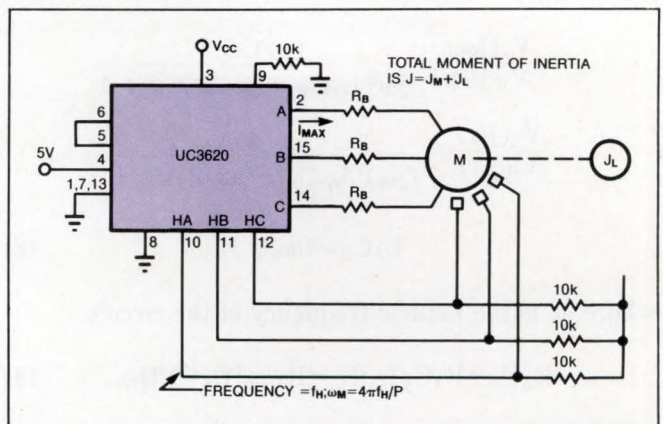 VCC
10k
TOTAL MOMENT OF INERTIA
IS J=JM+JL
3
9
A
2
RB
IMAX
6
5
5V
4
UC3620
B
15
RB
M
JL
1,7,13
C
14
RB
8
HA
HB
HC
10
11
12
10k
10k
10k
FREQUENCY =fH;ωM=4πfH/P